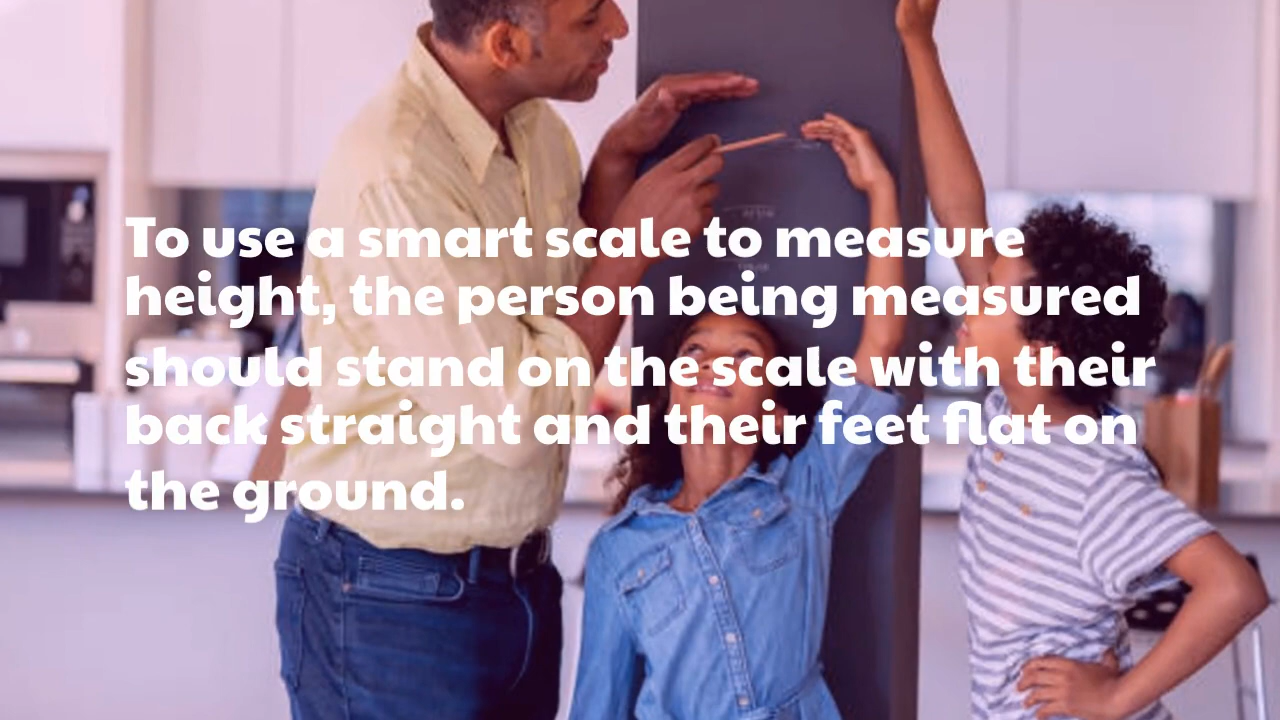 To use a smart scale to measure
height, the person being measured
should stand on the scale with their
back straight and their feet flat on
the ground.